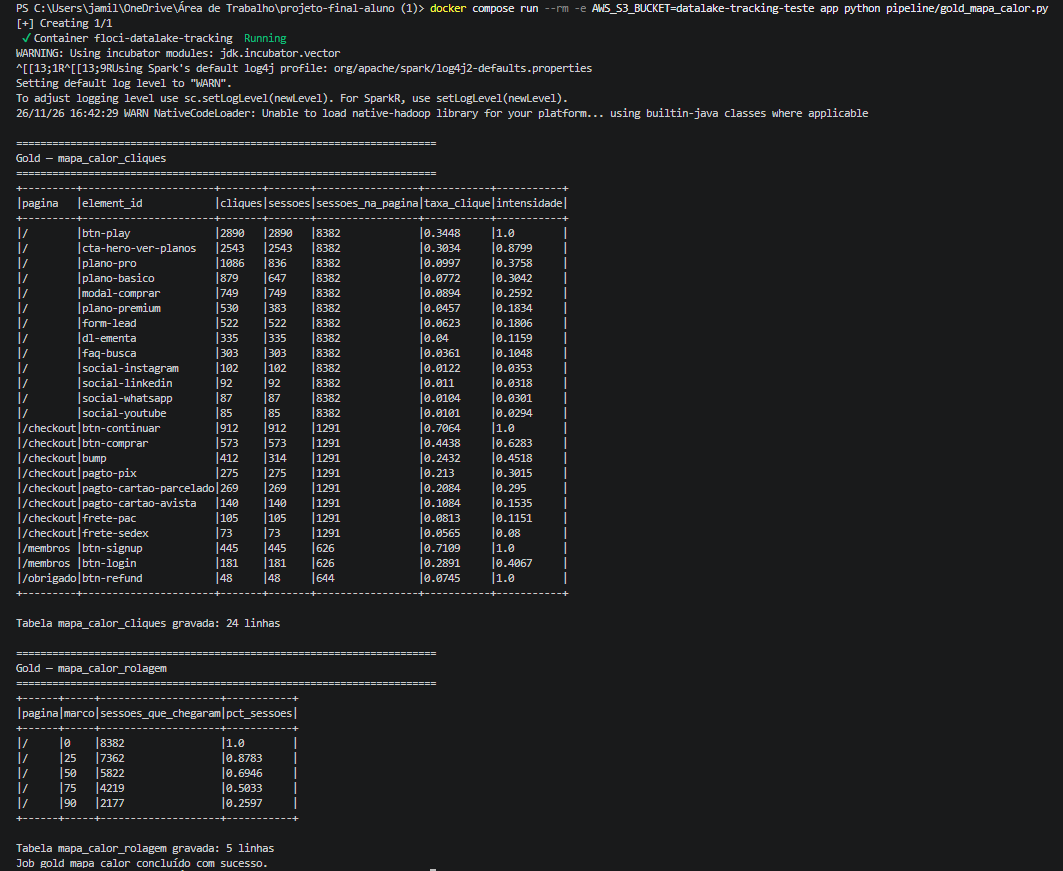 PS C:\Users\jamil\OneDrive\Área de Trabalho\projeto-final-aluno (1)> docker compose run --rm -e AWS_S3_BUCKET=datalake-tracking-teste app python pipeline/gold_mapa_calor.py
[+] Creating 1/1
 ✓ Container floci-datalake-tracking  Running
WARNING: Using incubator modules: jdk.incubator.vector
^[[13;1R^[[13;9RUsing Spark's default log4j profile: org/apache/spark/log4j2-defaults.properties
Setting default log level to "WARN".
To adjust logging level use sc.setLogLevel(newLevel). For SparkR, use setLogLevel(newLevel).
26/11/26 16:42:29 WARN NativeCodeLoader: Unable to load native-hadoop library for your platform... using builtin-java classes where applicable

======================================================================
Gold — mapa_calor_cliques
======================================================================
+---------+----------------------+-------+-------+-----------------+-----------+-----------+
|pagina   |element_id            |cliques|sessoes|sessoes_na_pagina|taxa_clique|intensidade|
+---------+----------------------+-------+-------+-----------------+-----------+-----------+
|/        |btn-play              |2890   |2890   |8382             |0.3448     |1.0        |
|/        |cta-hero-ver-planos   |2543   |2543   |8382             |0.3034     |0.8799     |
|/        |plano-pro             |1086   |836    |8382             |0.0997     |0.3758     |
|/        |plano-basico          |879    |647    |8382             |0.0772     |0.3042     |
|/        |modal-comprar         |749    |749    |8382             |0.0894     |0.2592     |
|/        |plano-premium         |530    |383    |8382             |0.0457     |0.1834     |
|/        |form-lead             |522    |522    |8382             |0.0623     |0.1806     |
|/        |dl-ementa             |335    |335    |8382             |0.04       |0.1159     |
|/        |faq-busca             |303    |303    |8382             |0.0361     |0.1048     |
|/        |social-instagram      |102    |102    |8382             |0.0122     |0.0353     |
|/        |social-linkedin       |92     |92     |8382             |0.011      |0.0318     |
|/        |social-whatsapp       |87     |87     |8382             |0.0104     |0.0301     |
|/        |social-youtube        |85     |85     |8382             |0.0101     |0.0294     |
|/checkout|btn-continuar         |912    |912    |1291             |0.7064     |1.0        |
|/checkout|btn-comprar           |573    |573    |1291             |0.4438     |0.6283     |
|/checkout|bump                  |412    |314    |1291             |0.2432     |0.4518     |
|/checkout|pagto-pix             |275    |275    |1291             |0.213      |0.3015     |
|/checkout|pagto-cartao-parcelado|269    |269    |1291             |0.2084     |0.295      |
|/checkout|pagto-cartao-avista   |140    |140    |1291             |0.1084     |0.1535     |
|/checkout|frete-pac             |105    |105    |1291             |0.0813     |0.1151     |
|/checkout|frete-sedex           |73     |73     |1291             |0.0565     |0.08       |
|/membros |btn-signup            |445    |445    |626              |0.7109     |1.0        |
|/membros |btn-login             |181    |181    |626              |0.2891     |0.4067     |
|/obrigado|btn-refund            |48     |48     |644              |0.0745     |1.0        |
+---------+----------------------+-------+-------+-----------------+-----------+-----------+

Tabela mapa_calor_cliques gravada: 24 linhas

======================================================================
Gold — mapa_calor_rolagem
======================================================================
+------+-----+--------------------+-----------+
|pagina|marco|sessoes_que_chegaram|pct_sessoes|
+------+-----+--------------------+-----------+
|/     |0    |8382                |1.0        |
|/     |25   |7362                |0.8783     |
|/     |50   |5822                |0.6946     |
|/     |75   |4219                |0.5033     |
|/     |90   |2177                |0.2597     |
+------+-----+--------------------+-----------+

Tabela mapa_calor_rolagem gravada: 5 linhas
Job gold mapa calor concluído com sucesso.